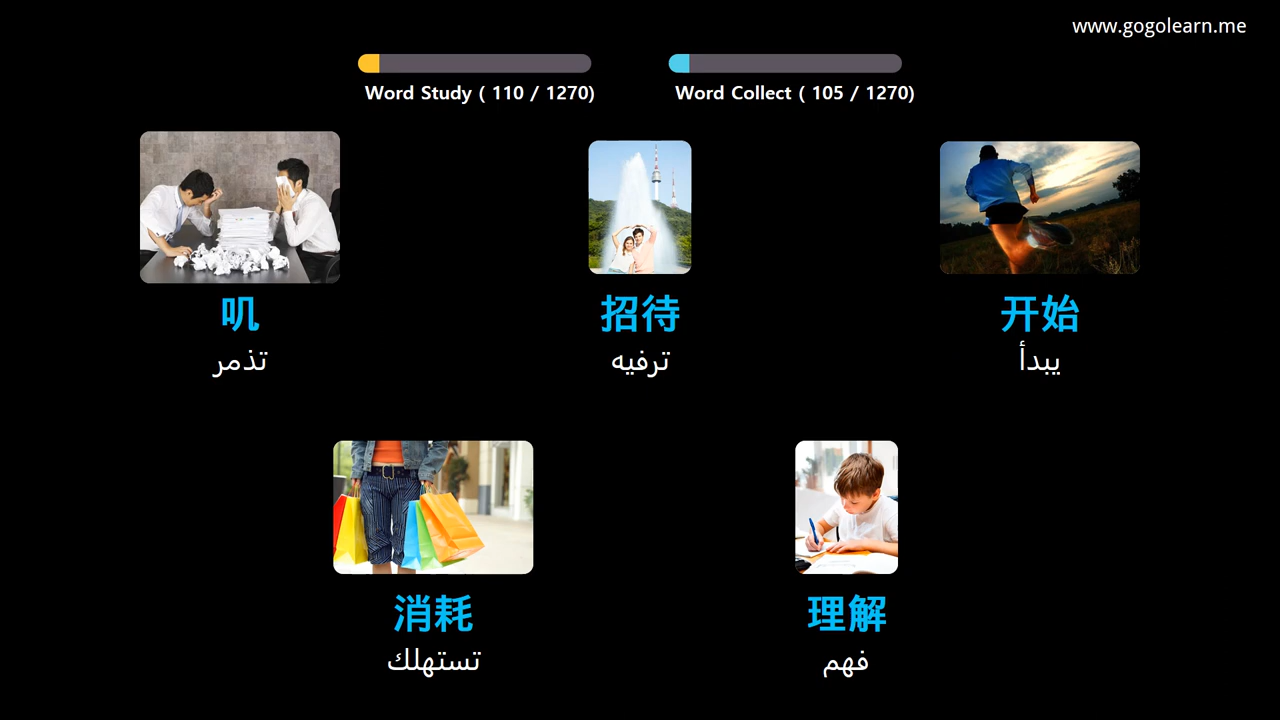 www.gogolearn.me
Word Study ( 110 / 1270)
Word Collect ( 105 / 1270)
叽
تذمر
招待
ترفيه
开始
يبدأ
消耗
تستهلك
理解
فهم